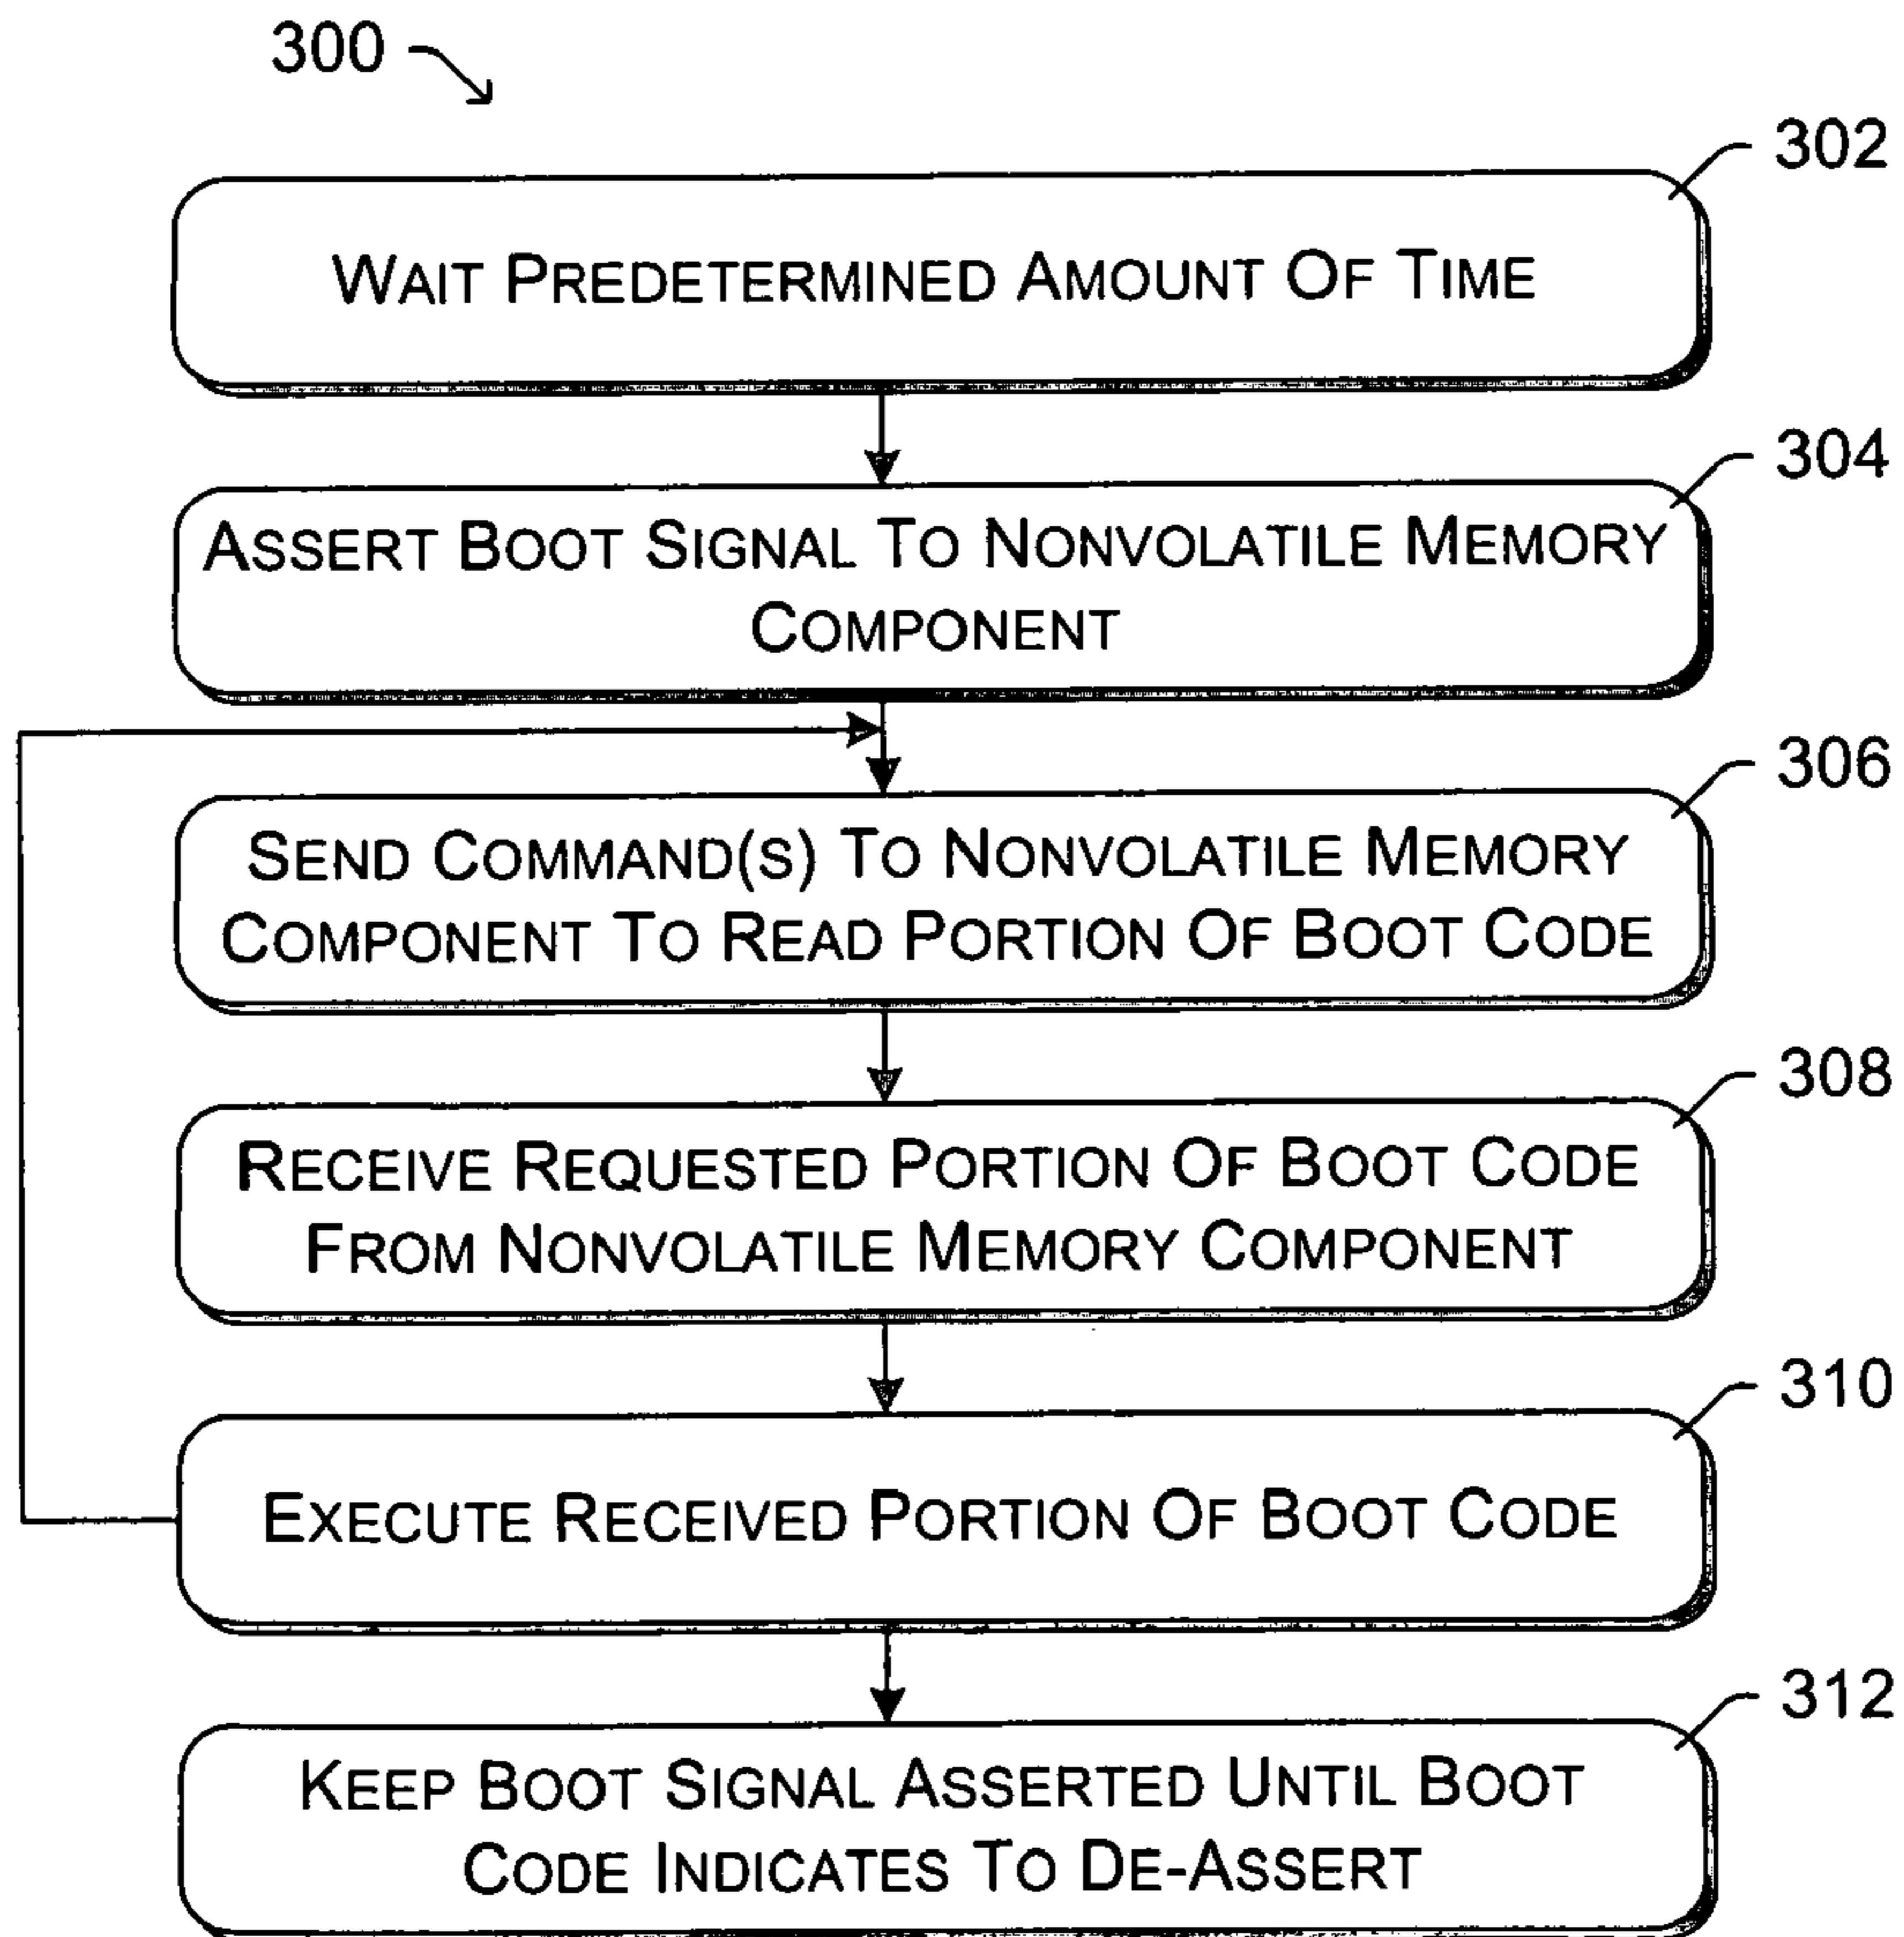 300
302
WAIT PREDETERMINED AMOUNT OF TIME
304
ASSERT BOOT SIGNAL TO NONVOLATILE MEMORY
COMPONENT
306
SEND COMMAND(S) TO NONVOLATILE MEMORY
COMPONENT TO READ PORTION OF BOOT CODE
308
RECEIVE REQUESTED PORTION OF BOOT CODE
FROM NONVOLATILE MEMORY COMPONENT
310
EXECUTE RECEIVED PORTION OF BOOT CODE
312
KEEP BOOT SIGNAL ASSERTED UNTIL BOOT
CODE INDICATES TO DE-ASSERT